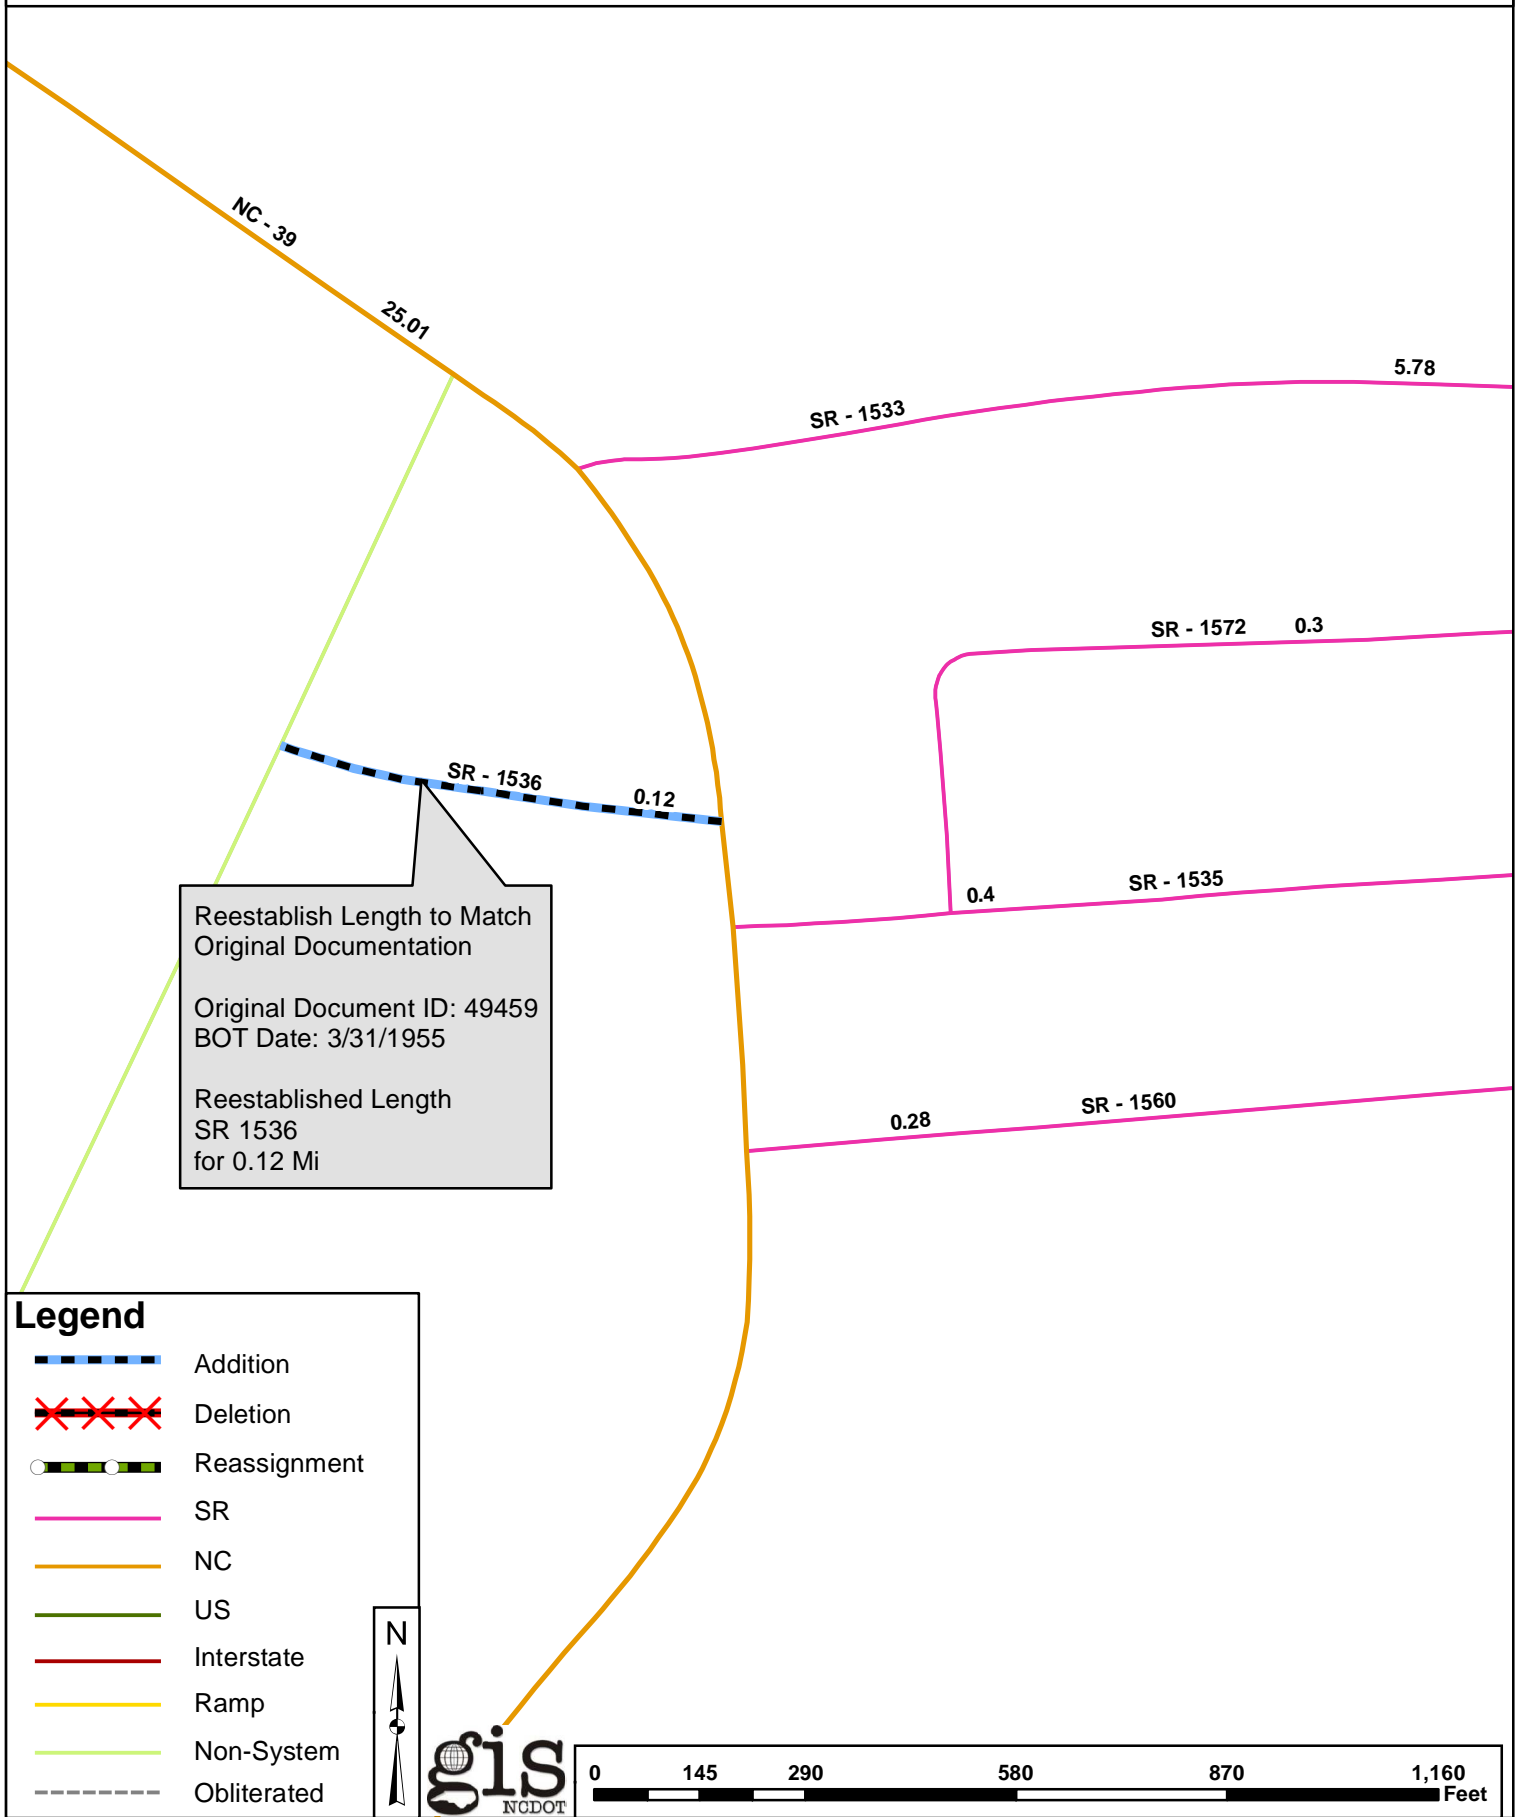 NC - 39
25.01
5.78
SR - 1533
SR - 1572 0.3
SR - 1536
0.12
0.4
SR - 1535
Reestablish Length to Match
Original Documentation
Original Document ID: 49459
BOT Date: 3/31/1955
Reestablished Length
SR 1536
for 0.12 Mi
0.28
SR - 1560
Legend
Addition
Deletion
Reassignment
SR
NC
US
Interstate
Ramp
Non-System
Obliterated
N
gis
NCDOT
0 145 290 580 870 1,160
Feet